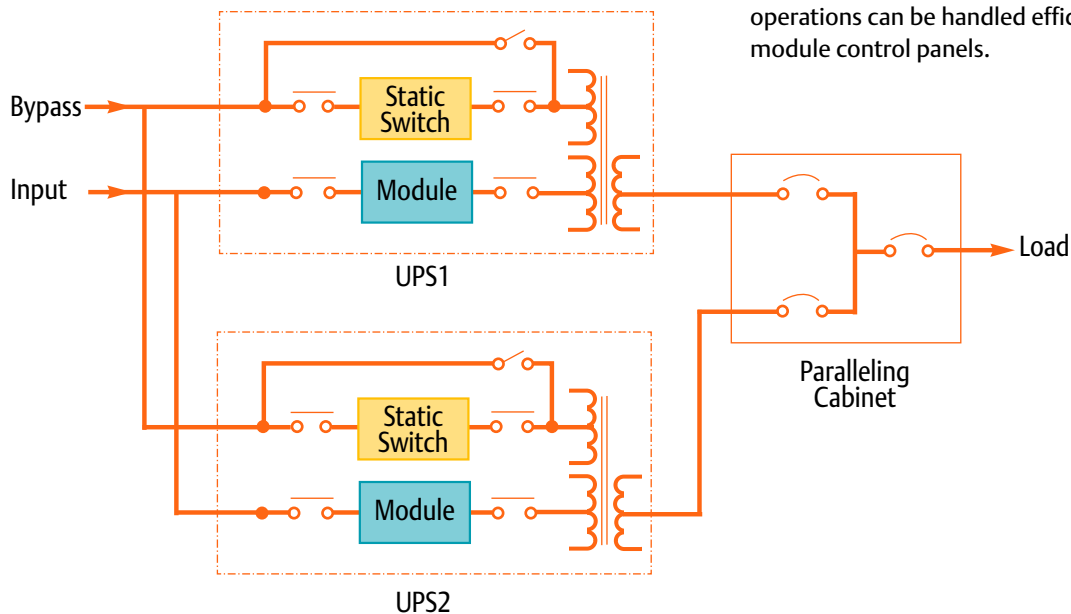 operations can be handled
module control panels.
Bypass
Static
Switch
Input
Module
UPS1
Load
Static
Switch
Module
Paralleling
Cabinet
UPS2